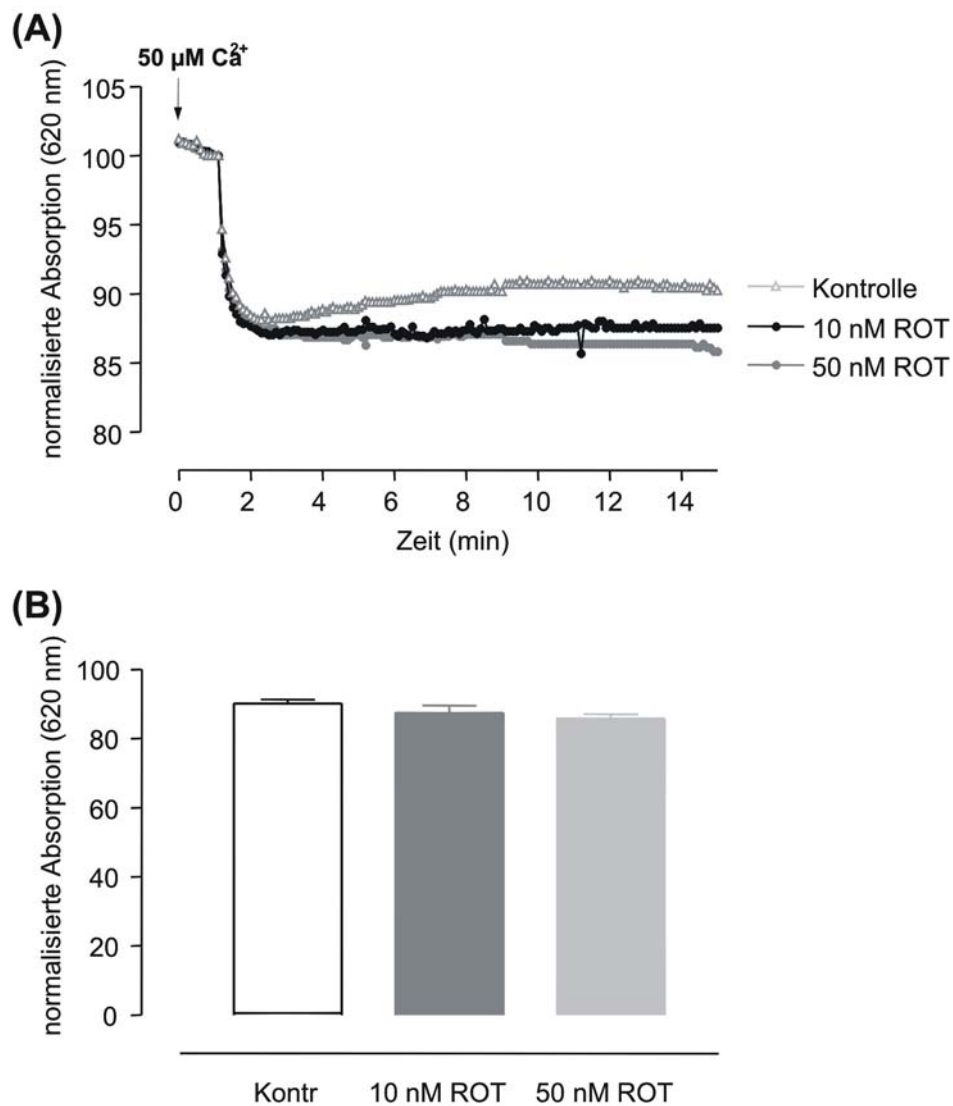 (A)
50 µM Ca2+
normalisierte Absorption (620 nm)
105
100
95
90
85
80
0 2 4 6 8 10 12 14
Zeit (min)
Kontrolle
10 nM ROT
50 nM ROT
(B)
normalisierte Absorption (620 nm)
100
80
60
40
20
0
Kontr 10 nM ROT 50 nM ROT